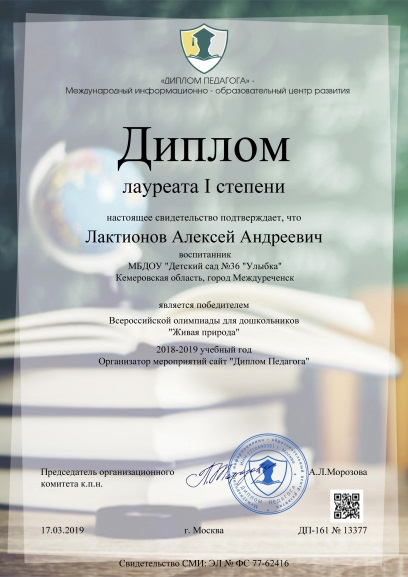 «ДИПЛОМ ПЕДАГОГА» -
Международный информационно - образовательный центр развития
Диплом
лауреата I степени
настоящее свидетельство подтверждает, что
Лактионов Алексей Андреевич
воспитанник
МБДОУ "Детский сад №36 "Улыбка"
Кемеровская область, город Междуреченск
является победителем
Всероссийской олимпиады для дошкольников
"Живая природа"
2018-2019 учебный год
Организатор мероприятий сайт "Диплом Педагога"
Председатель организационного
комитета к.п.н.
А.Л.Морозова
ДИПЛОМ ПЕДАГОГА
17.03.2019 г. Москва ДП-161 № 13377
Свидетельство СМИ: ЭЛ № ФС 77-62416